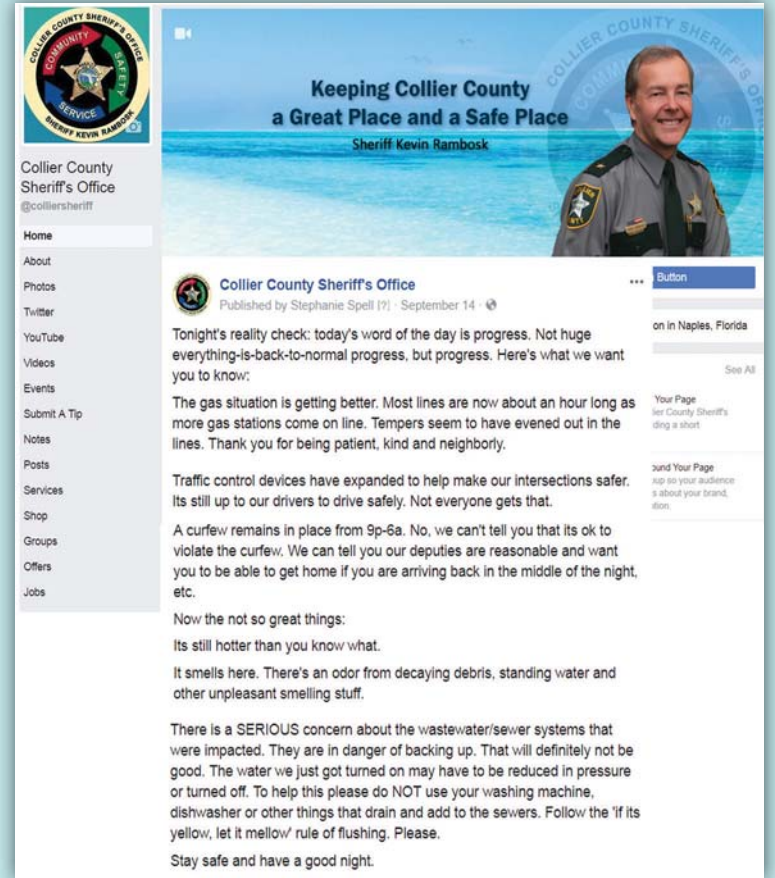 COLLIER COUNTY SHERIFF'S OFFICE
COMMUNITY
SAFETY
SERVICE
SHERIFF KEVIN RAMBOSK
Collier County
Sheriff's Office
@colliersheriff
Home
About
Photos
Twitter
YouTube
Videos
Events
Submit A Tip
Notes
Posts
Services
Shop
Groups
Offers
Jobs
Keeping Collier County
a Great Place and a Safe Place
Sheriff Kevin Rambosk
Collier County Sheriff's Office
Published by Stephanie Spell [?] · September 14 ·
Tonight's reality check: today's word of the day is progress. Not huge
everything-is-back-to-normal progress, but progress. Here's what we want
you to know:
The gas situation is getting better. Most lines are now about an hour long as
more gas stations come on line. Tempers seem to have evened out in the
lines. Thank you for being patient, kind and neighborly.
Traffic control devices have expanded to help make our intersections safer.
Its still up to our drivers to drive safely. Not everyone gets that.
A curfew remains in place from 9p-6a. No, we can't tell you that its ok to
violate the curfew. We can tell you our deputies are reasonable and want
you to be able to get home if you are arriving back in the middle of the night,
etc.
Now the not so great things:
Its still hotter than you know what.
It smells here. There's an odor from decaying debris, standing water and
other unpleasant smelling stuff.
There is a SERIOUS concern about the wastewater/sewer systems that
were impacted. They are in danger of backing up. That will definitely not be
good. The water we just got turned on may have to be reduced in pressure
or turned off. To help this please do NOT use your washing machine,
dishwasher or other things that drain and add to the sewers. Follow the 'if its
yellow, let it mellow' rule of flushing. Please.
Stay safe and have a good night.
Button
on in Naples, Florida
See All
Your Page
lier County Sheriff's
ding a short
ound Your Page
oup so your audience
s about your brand,